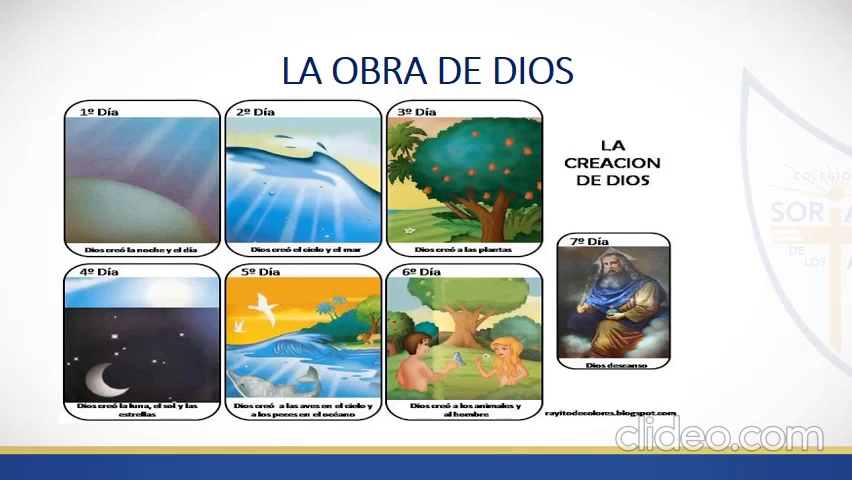 LA OBRA DE DIOS
1º Día
Dios creó la noche y el día
2º Día
Dios creó el cielo y el mar
3º Día
Dios creó a las plantas
LA
CREACION
DE DIOS
4º Día
Dios creó la luna, el sol y las
estrellas
5º Día
Dios creó a las aves en el cielo y
a los peces en el océano
6º Día
Dios creó a los animales y
al hombre
7º Día
Dios descanso
rayitodecolores.blogspot.com
clideo.com
COLEGIO
DE LOS